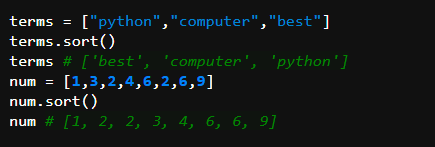 terms = ["python","computer","best"]
terms.sort()
terms # ['best', 'computer', 'python']
num = [1,3,2,4,6,2,6,9]
num.sort()
num # [1, 2, 2, 3, 4, 6, 6, 9]